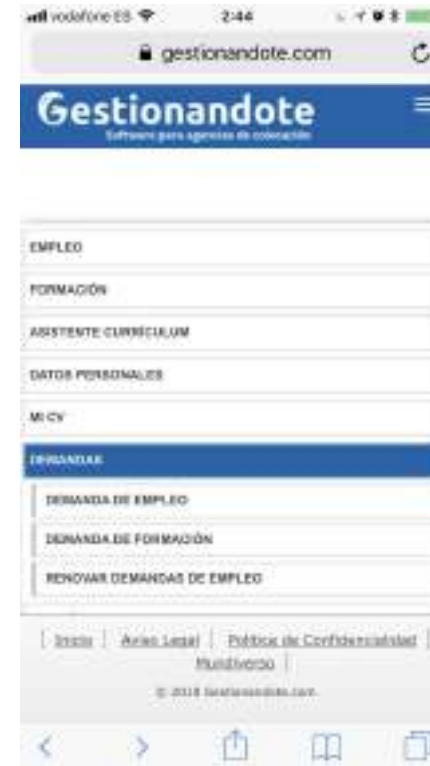 vodafone ES 2:44
gestionandote.com
Gestionandote
Software para agencias de colocación
EMPLEO
FORMACIÓN
ASISTENTE CURRÍCULUM
DATOS PERSONALES
MI CV
DEMANDAS
DEMANDA DE EMPLEO
DEMANDA DE FORMACIÓN
RENOVAR DEMANDAS DE EMPLEO
| Inicio | Aviso Legal | Política de Confidencialidad |
Mundiverso |
© 2018 Gestionandote.com